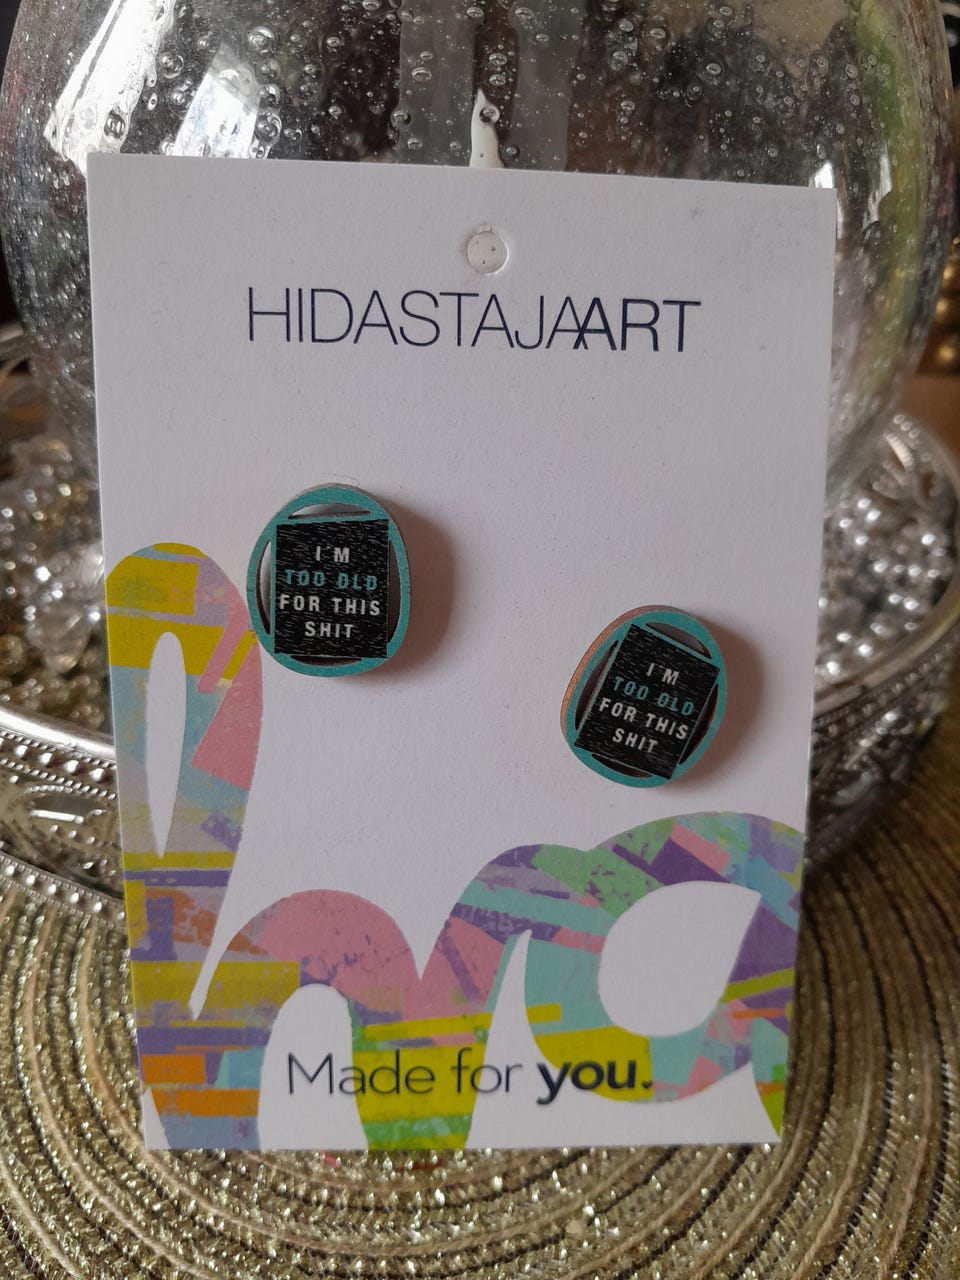 HIDASTAJAART
I'M
TOO OLD
FOR THIS
SHIT
I'M
TOO OLD
FOR THIS
SHIT
Made for you.